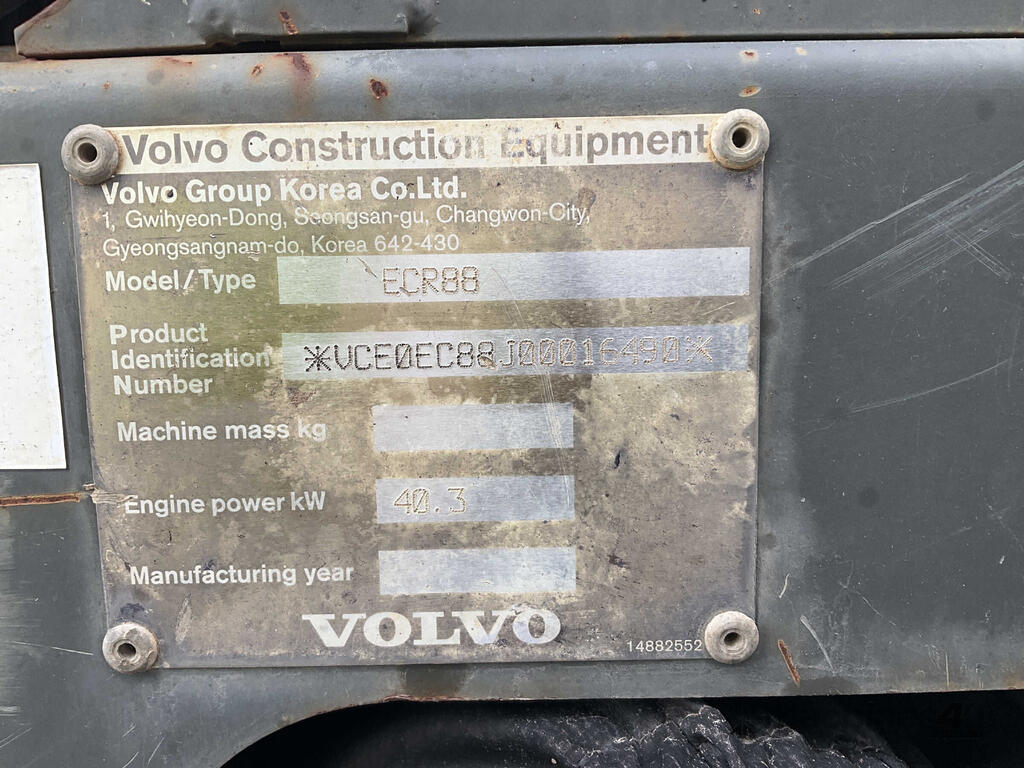 Volvo Construction Equipment
Volvo Group Korea Co.Ltd.
1, Gwihyeon-Dong, Seongsan-gu, Changwon-City,
Gyeongsangnam-do, Korea 642-430
Model/Type ECR88
Product
Identification *VCE0EC88J00016490*
Number
Machine mass kg
Engine power kW 40.3
Manufacturing year
VOLVO
14882552